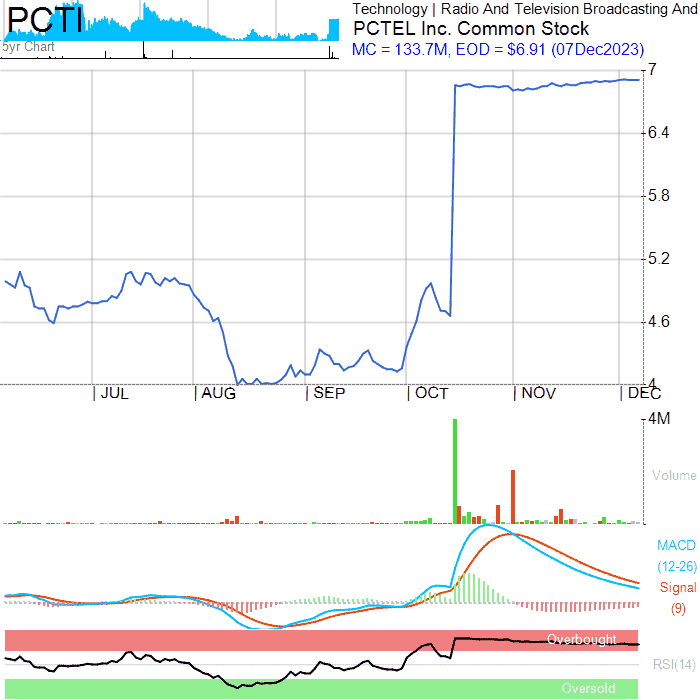 PCTI
5yr Chart
Technology | Radio And Television Broadcasting And
PCTEL Inc. Common Stock
MC = 133.7M, EOD = $6.91 (07Dec2023)
7
6.4
5.8
5.2
4.6
4
JUL AUG SEP OCT NOV DEC
4M
Volume
MACD
(12-26)
Signal
(9)
Overbought
RSI(14)
Oversold